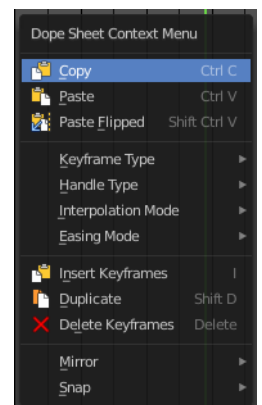 Dope Sheet Context Menu
Copy Ctrl C
Paste Ctrl V
Paste Flipped Shift Ctrl V
Keyframe Type
Handle Type
Interpolation Mode
Easing Mode
Insert Keyframes I
Duplicate Shift D
Delete Keyframes Delete
Mirror
Snap